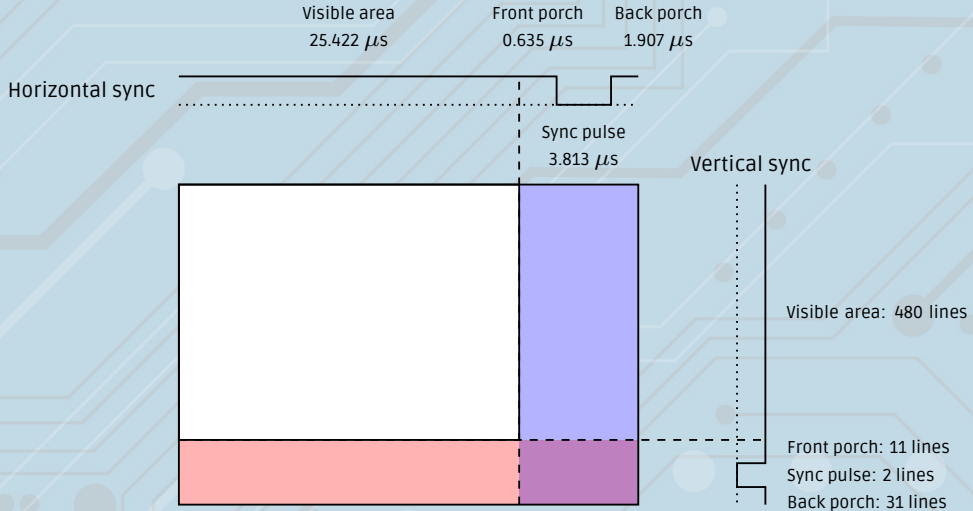 Visible area
25.422 μs
Front porch
0.635 μs
Back porch
1.907 μs
Horizontal sync
Sync pulse
3.813 μs
Vertical sync
Visible area: 480 lines
Front porch: 11 lines
Sync pulse: 2 lines
Back porch: 31 lines